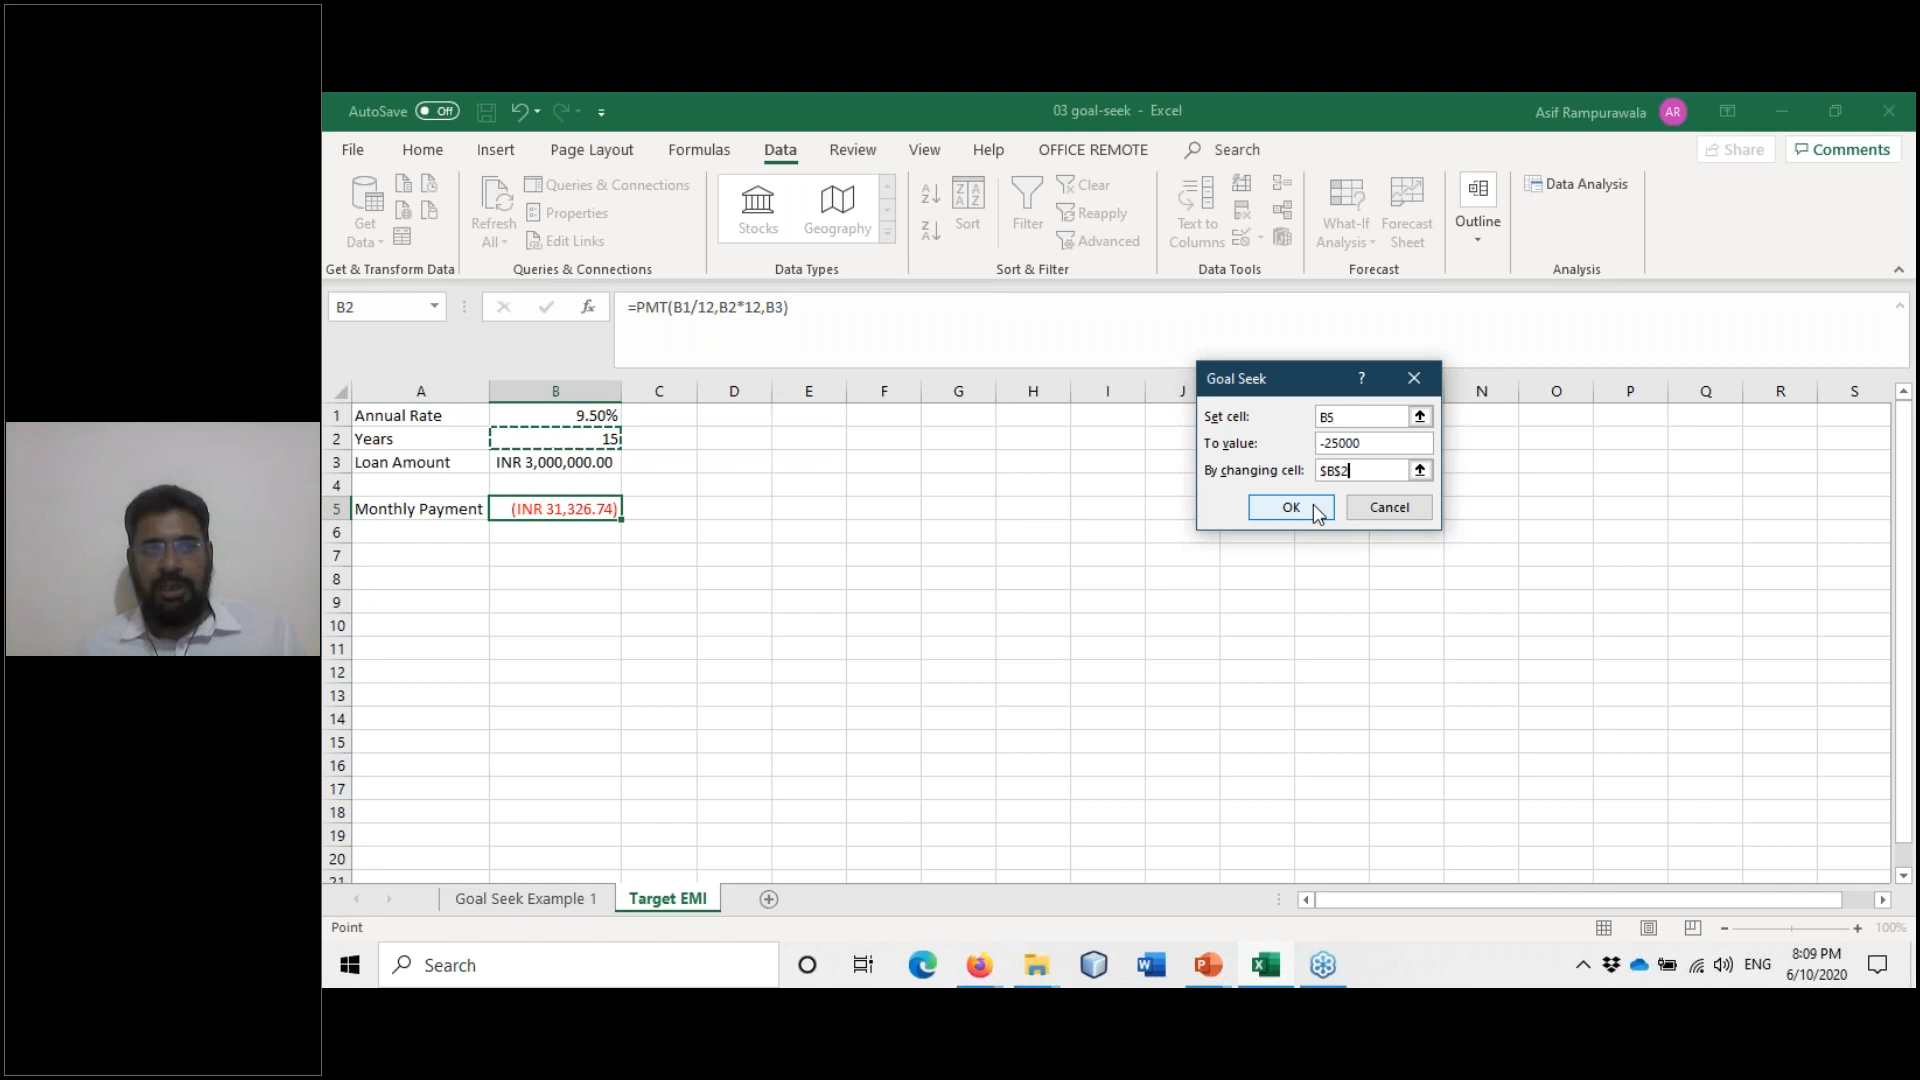 AutoSave Off
03 goal-seek - Excel
Asif Rampurawala AR
File Home Insert Page Layout Formulas Data Review View Help OFFICE REMOTE Search
Share Comments
Get Data
Refresh All
Queries & Connections
Properties
Edit Links
Stocks Geography
Sort
Filter
Clear
Reapply
Advanced
Text to Columns
What-If Analysis
Forecast Sheet
Outline
Data Analysis
Get & Transform Data Queries & Connections Data Types Sort & Filter Data Tools Forecast Analysis
B2 fx =PMT(B1/12,B2*12,B3)
A B C D E F G H I J N O P Q R S
1 Annual Rate 9.50%
2 Years 15
3 Loan Amount INR 3,000,000.00
4
5 Monthly Payment (INR 31,326.74)
6
7
8
9
10
11
12
13
14
15
16
17
18
19
20
21
Goal Seek ?
Set cell: B5
To value: -25000
By changing cell: $B$2
OK Cancel
Goal Seek Example 1 Target EMI
Point
100%
Search
ENG
8:09 PM
6/10/2020